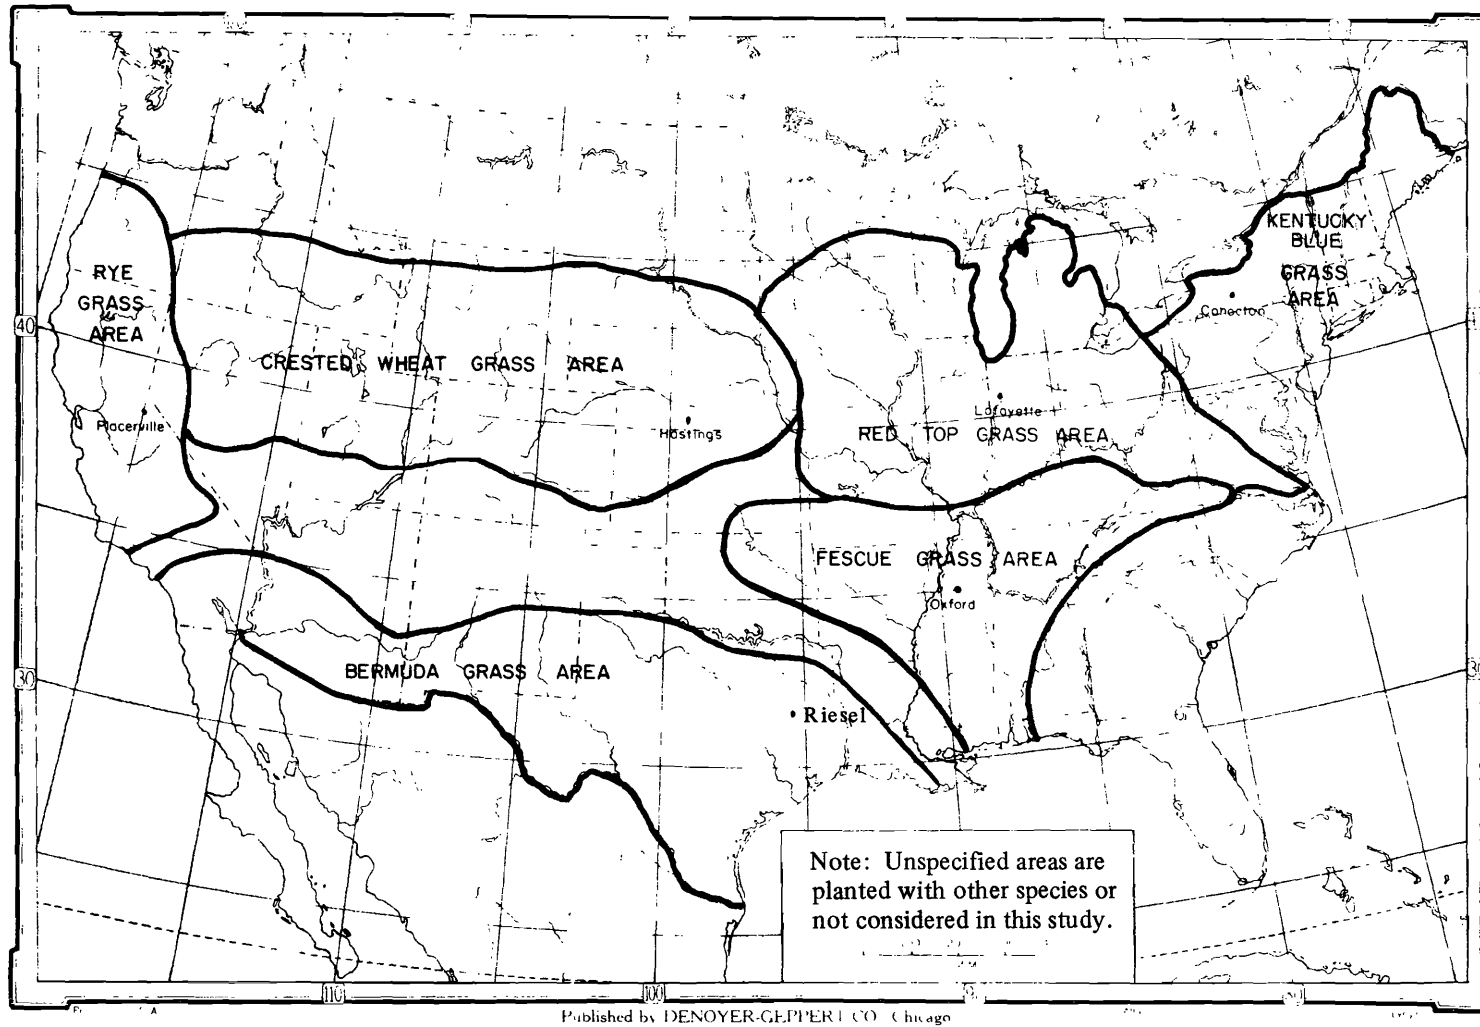 KENTUCKY
BLUE
GRASS
AREA
Canacton
RYE
GRASS
AREA
40
CRESTED WHEAT GRASS AREA
Placerville
Hastings
Lafayette
RED TOP GRASS AREA
FESCUE GRASS AREA
Oxford
30
BERMUDA GRASS AREA
Riesel
Note: Unspecified areas are
planted with other species or
not considered in this study.
110
100
Published by DENOYER-GEPPERT CO Chicago